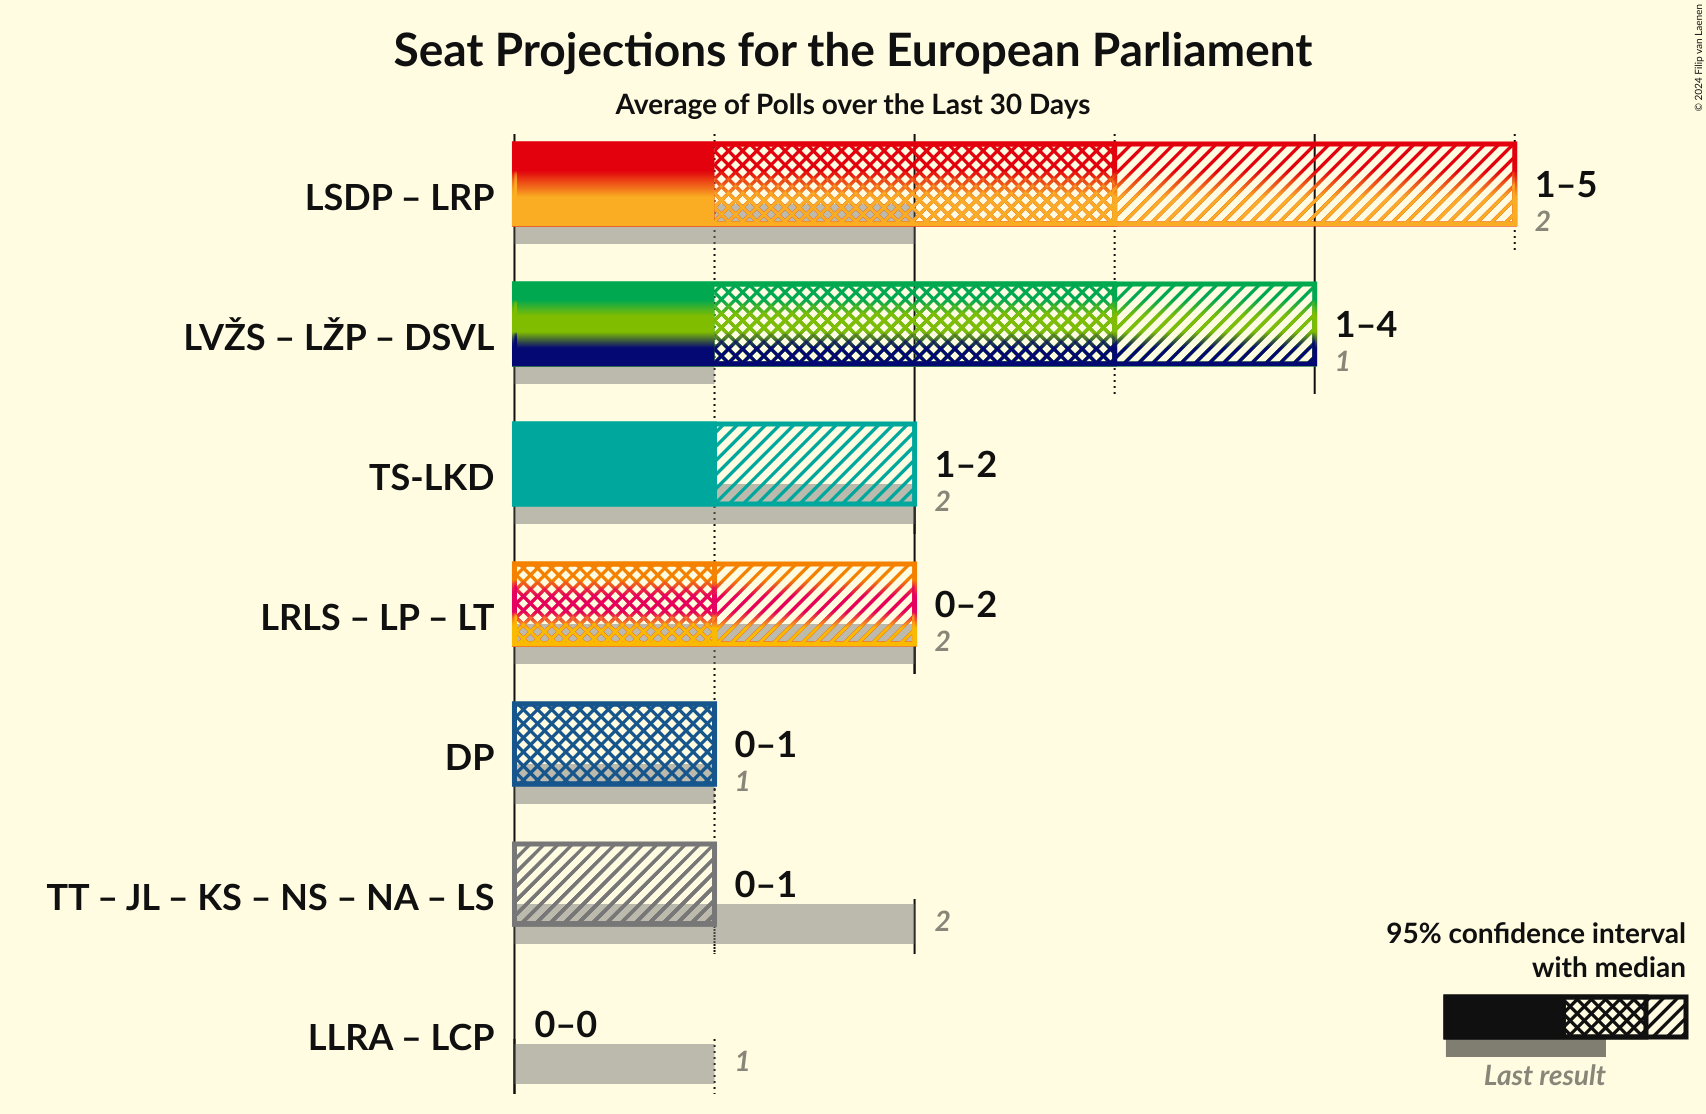 Seat Projections for the European Parliament
Average of Polls over the Last 30 Days
© 2024 Filip van Laenen
LSDP – LRP
1–5
2
LVŽS – LŽP – DSVL
1–4
1
TS-LKD
1–2
2
LRLS – LP – LT
0–2
2
DP
0–1
1
TT – JL – KS – NS – NA – LS
0–1
2
LLRA – LCP
0–0
1
95% confidence interval
with median
Last result